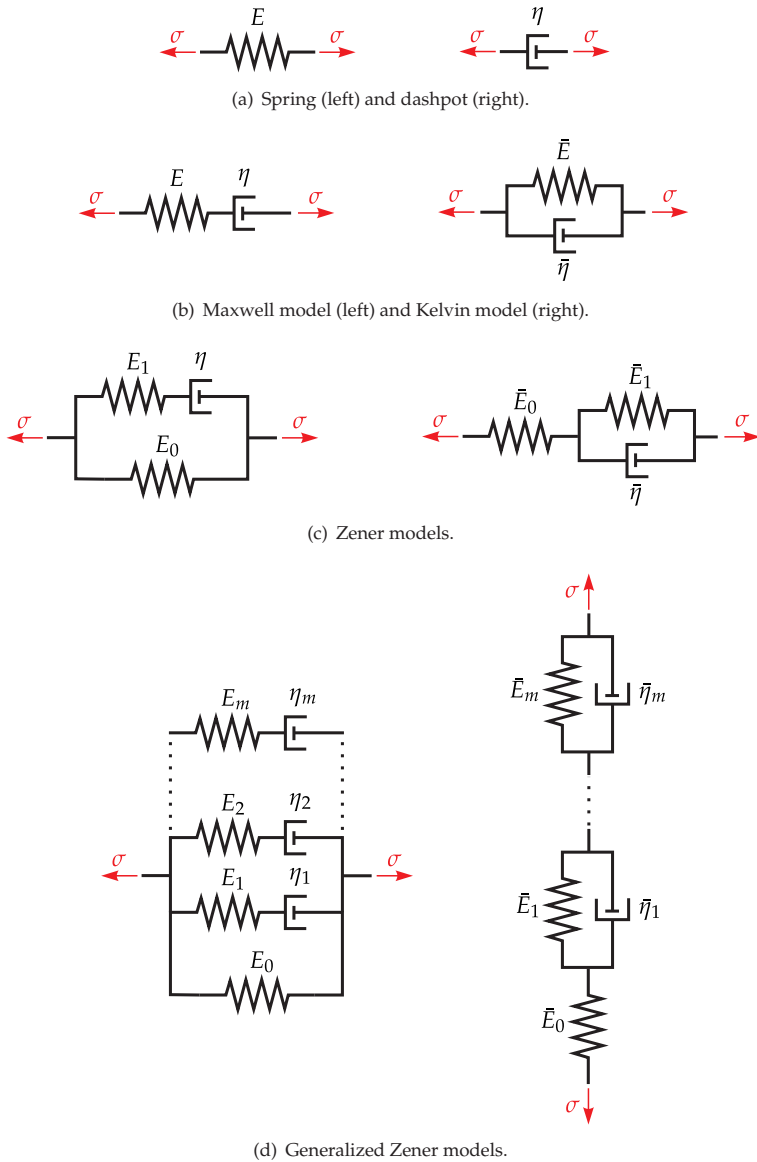 E η
σ σ σ σ
(a) Spring (left) and dashpot (right).
E η Ē
σ σ σ σ
η̄
(b) Maxwell model (left) and Kelvin model (right).
E₁ η Ē₀ Ē₁
σ σ σ σ
E₀ η̄
(c) Zener models.
Eₘ ηₘ
E₂ η₂
σ σ
E₁ η₁
E₀
σ
Ēₘ η̄ₘ
Ē₁ η̄₁
Ē₀
σ
(d) Generalized Zener models.